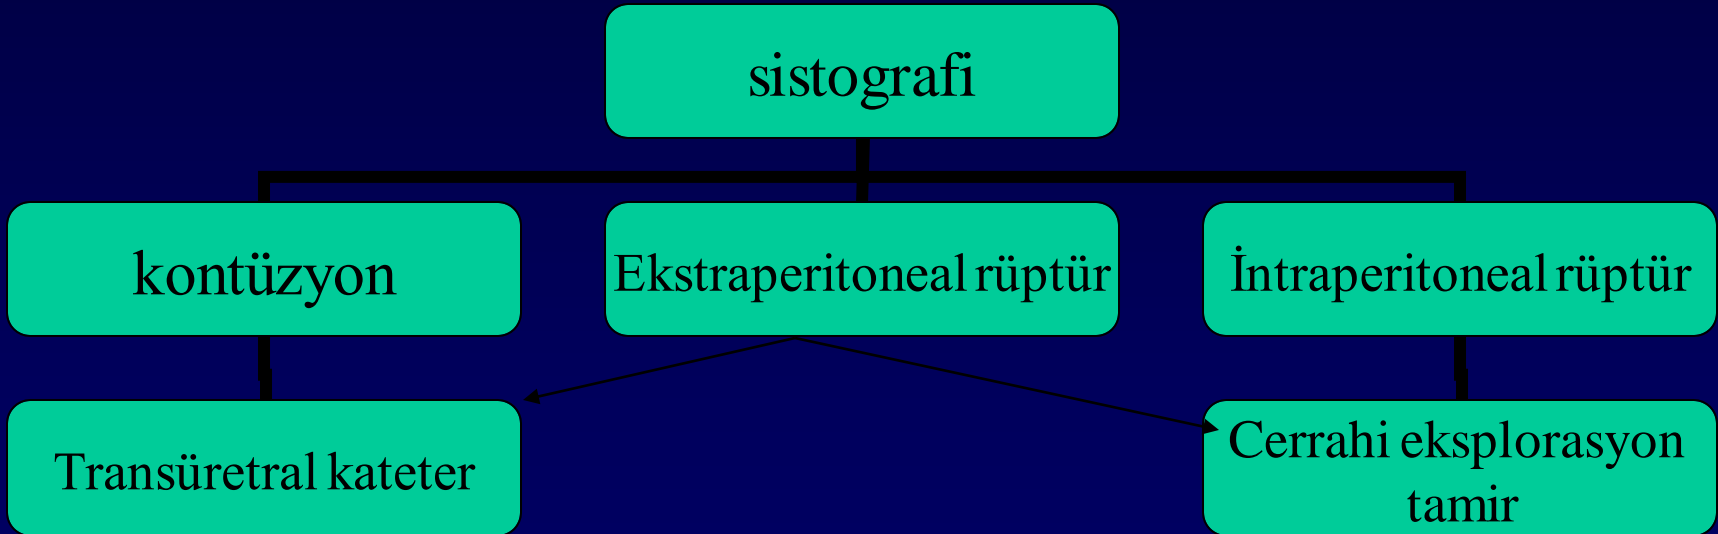 sistografi
kontüzyon
Ekstraperitoneal rüptür
İntraperitoneal rüptür
Transüretral kateter
Cerrahi eksplorasyon
tamir